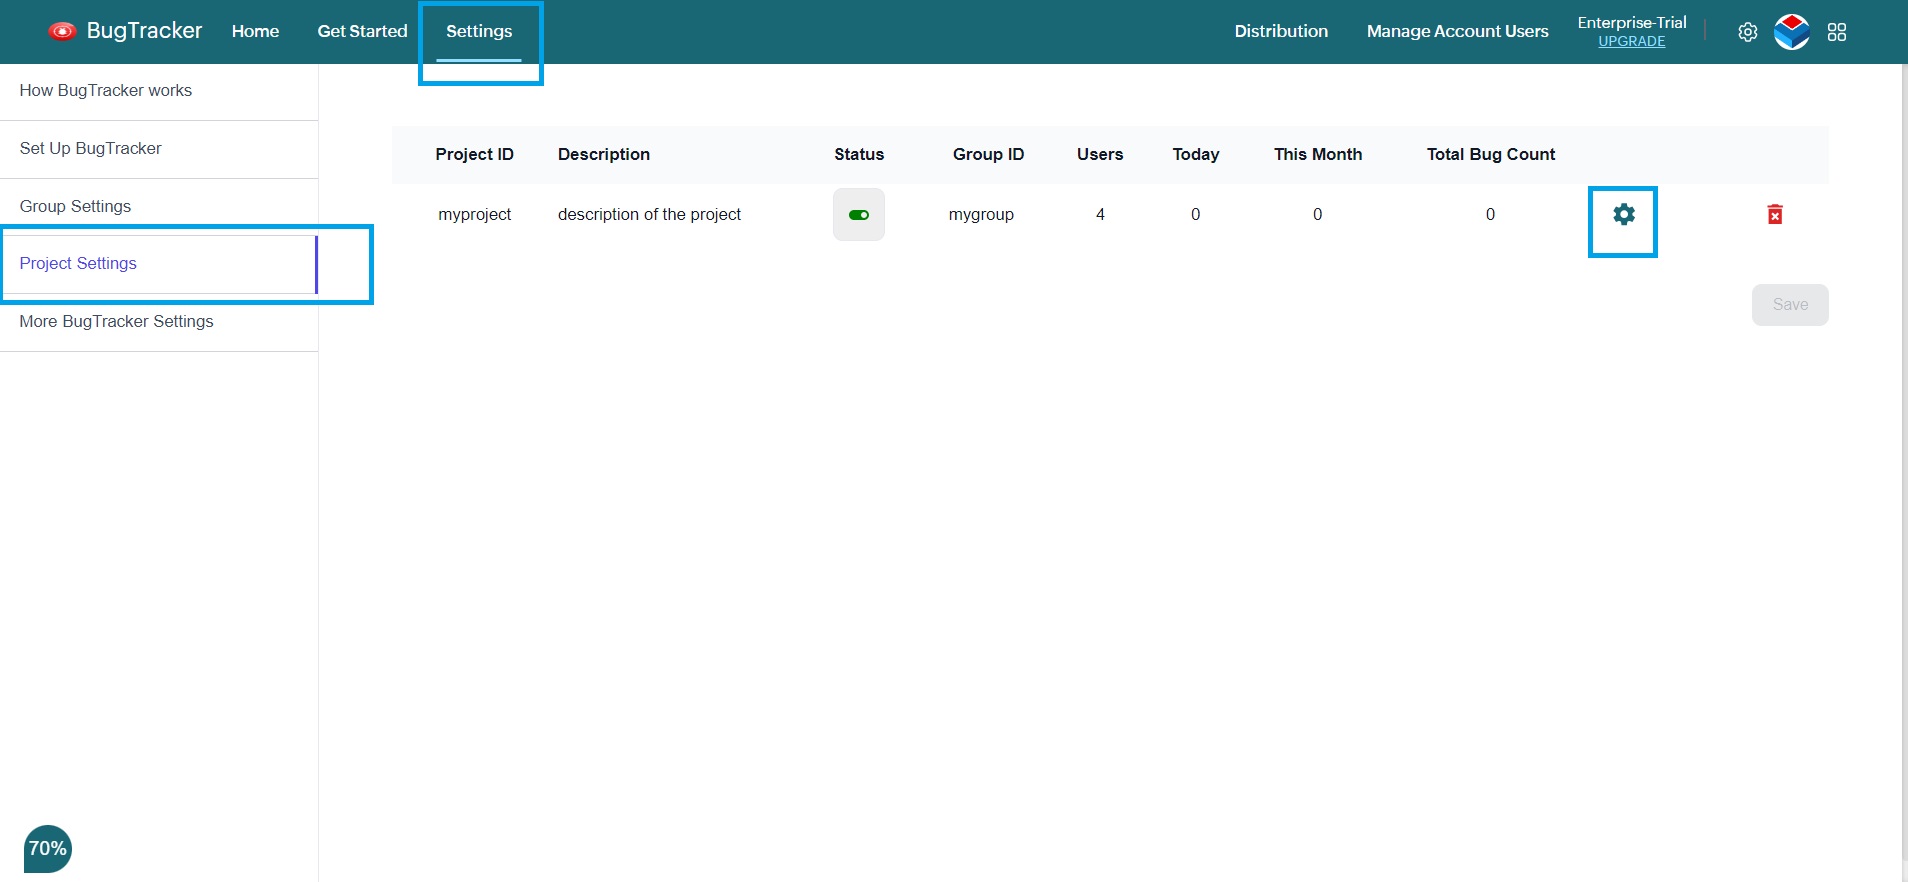 BugTracker Home Get Started Settings Distribution Manage Account Users Enterprise-Trial
UPGRADE
How BugTracker works
Set Up BugTracker
Group Settings
Project Settings
More BugTracker Settings
Project ID Description Status Group ID Users Today This Month Total Bug Count
myproject description of the project mygroup 4 0 0 0
Save
70%